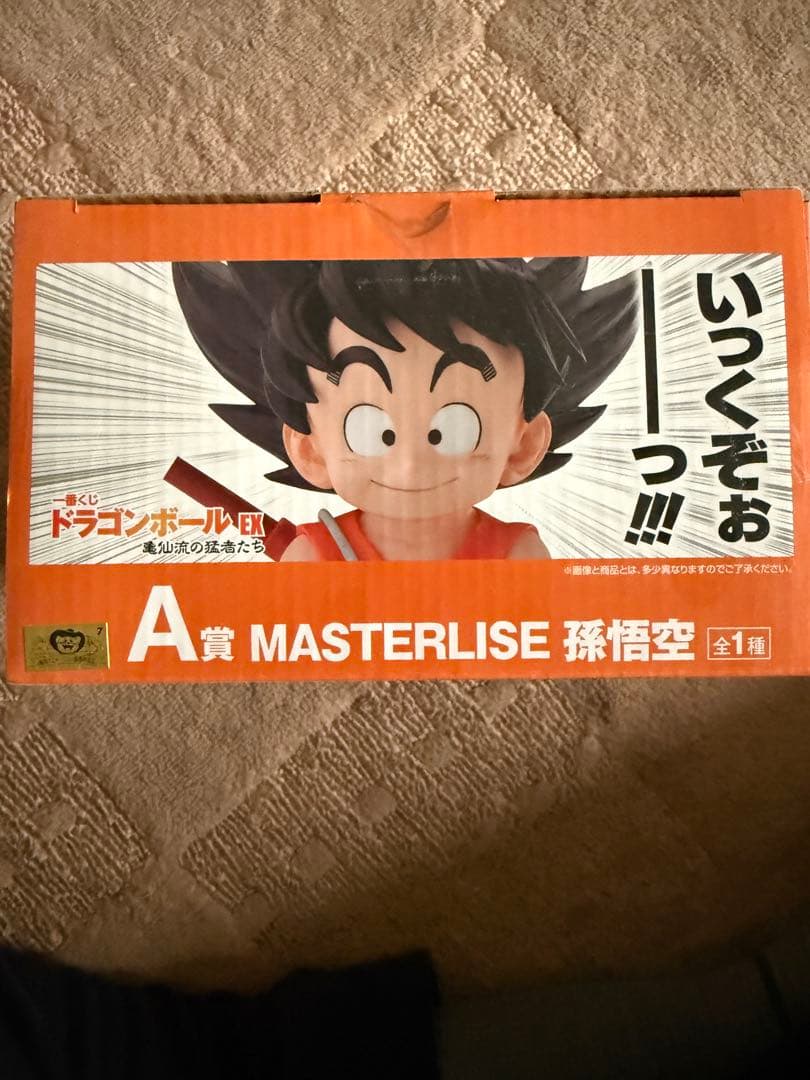 いっくぞぉ
ーーっ!!!
一番くじ
ドラゴンボール EX
亀仙流の猛者たち
※画像と商品とは、多少異なりますのでご了承ください。
A賞 MASTERLISE 孫悟空 全1種
7